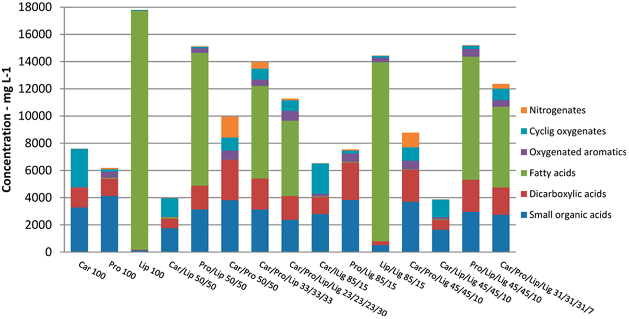 18000
16000
14000
12000
10000
8000
6000
4000
2000
0
Concentration - mg L-1
Nitrogenates
Cyclig oxygenates
Oxygenated aromatics
Fatty acids
Dicarboxylic acids
Small organic acids
Car 100
Pro 100
Lip 100
Car/Lip 50/50
Pro/Lip 50/50
Car/Pro 50/50
Car/Pro/Lip 33/33/33
Car/Pro/Lip/Lig 23/23/23/30
Car/Lig 85/15
Pro/Lig 85/15
Lip/Lig 85/15
Car/Pro/Lig 45/45/10
Car/Lip/Lig 45/45/10
Pro/Lip/Lig 45/45/10
Car/Pro/Lip/Lig 31/31/31/7